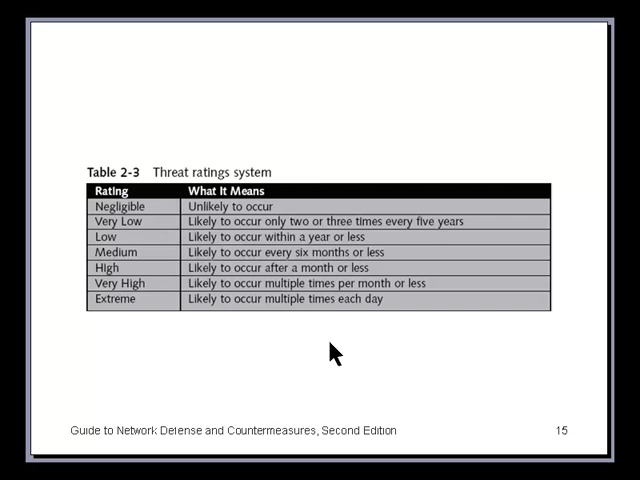 Table 2-3 Threat ratings system
Rating What It Means
Negligible Unlikely to occur
Very Low Likely to occur only two or three times every five years
Low Likely to occur within a year or less
Medium Likely to occur every six months or less
High Likely to occur after a month or less
Very High Likely to occur multiple times per month or less
Extreme Likely to occur multiple times each day
Guide to Network Defense and Countermeasures, Second Edition 15